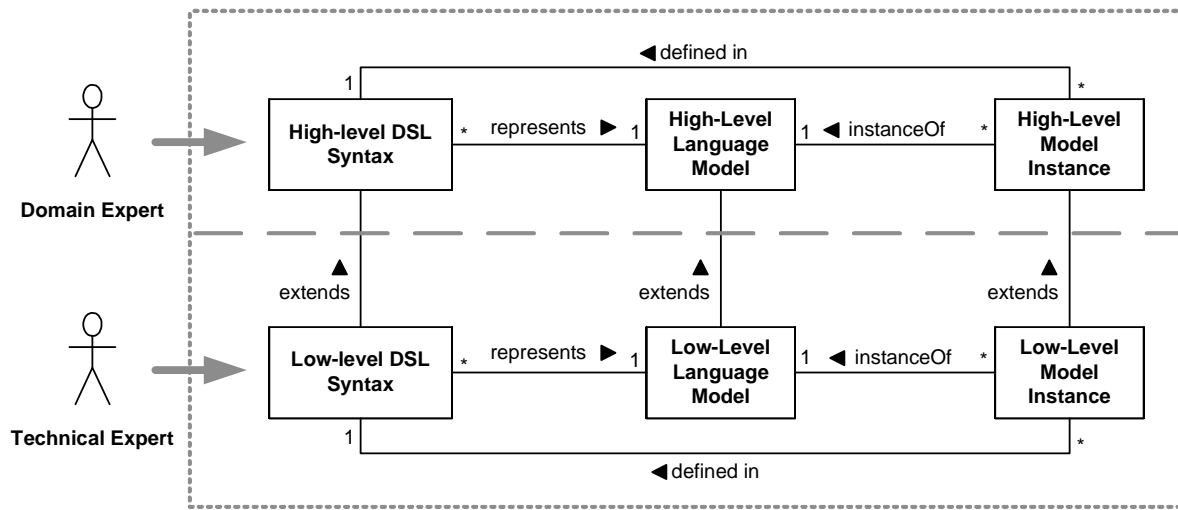 ◄ defined in
1
*
High-level DSL
Syntax
*
represents ►
1
High-Level
Language
Model
1
◄ instanceOf
*
High-Level
Model
Instance
Domain Expert
▲
extends
▲
extends
▲
extends
Low-level DSL
Syntax
*
represents ►
1
Low-Level
Language
Model
1
◄ instanceOf
*
Low-Level
Model
Instance
Technical Expert
1
*
◄ defined in